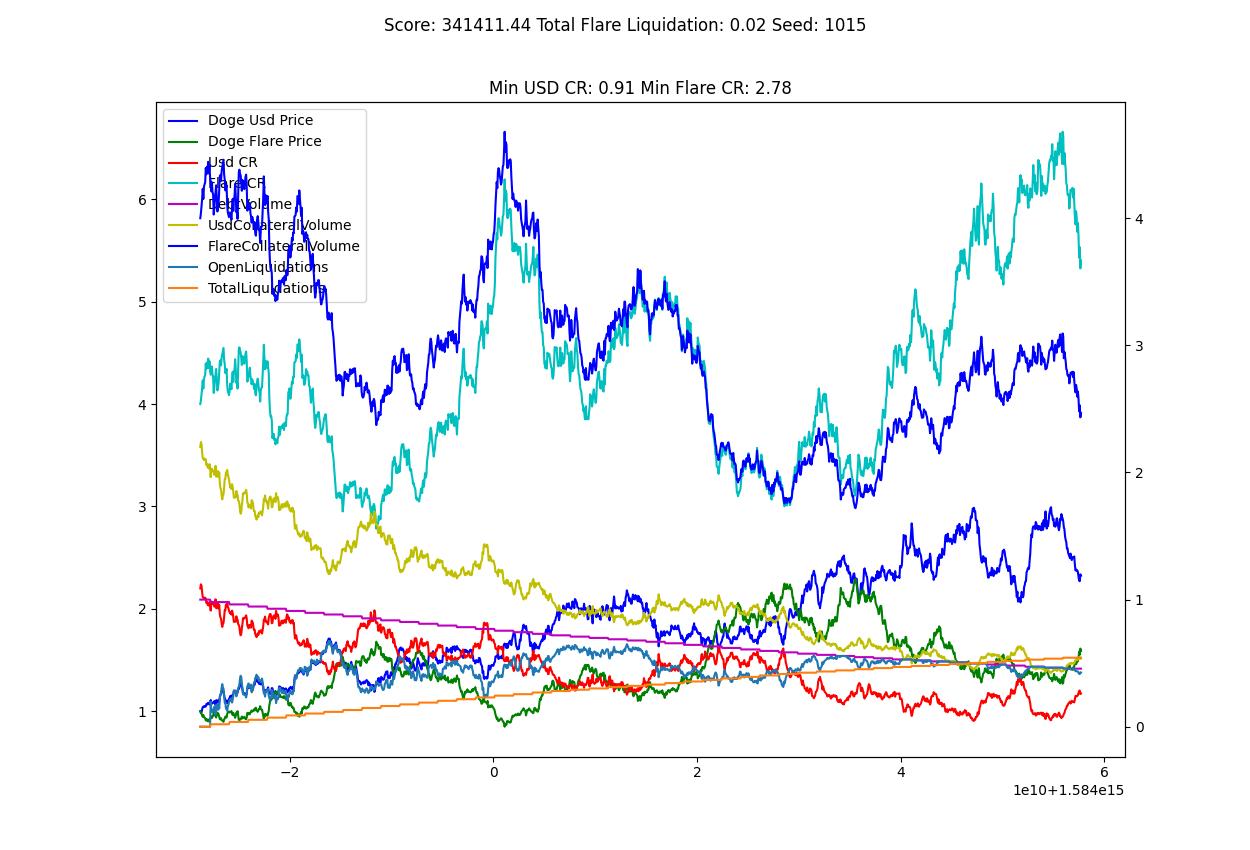 Score: 341411.44 Total Flare Liquidation: 0.02 Seed: 1015
Min USD CR: 0.91 Min Flare CR: 2.78
Doge Usd Price
Doge Flare Price
Usd CR
Flare CR
DebtVolume
UsdCollateralVolume
FlareCollateralVolume
OpenLiquidations
TotalLiquidations
6
5
4
3
2
1
4
3
2
1
0
−2
0
2
4
6
1e10+1.584e15